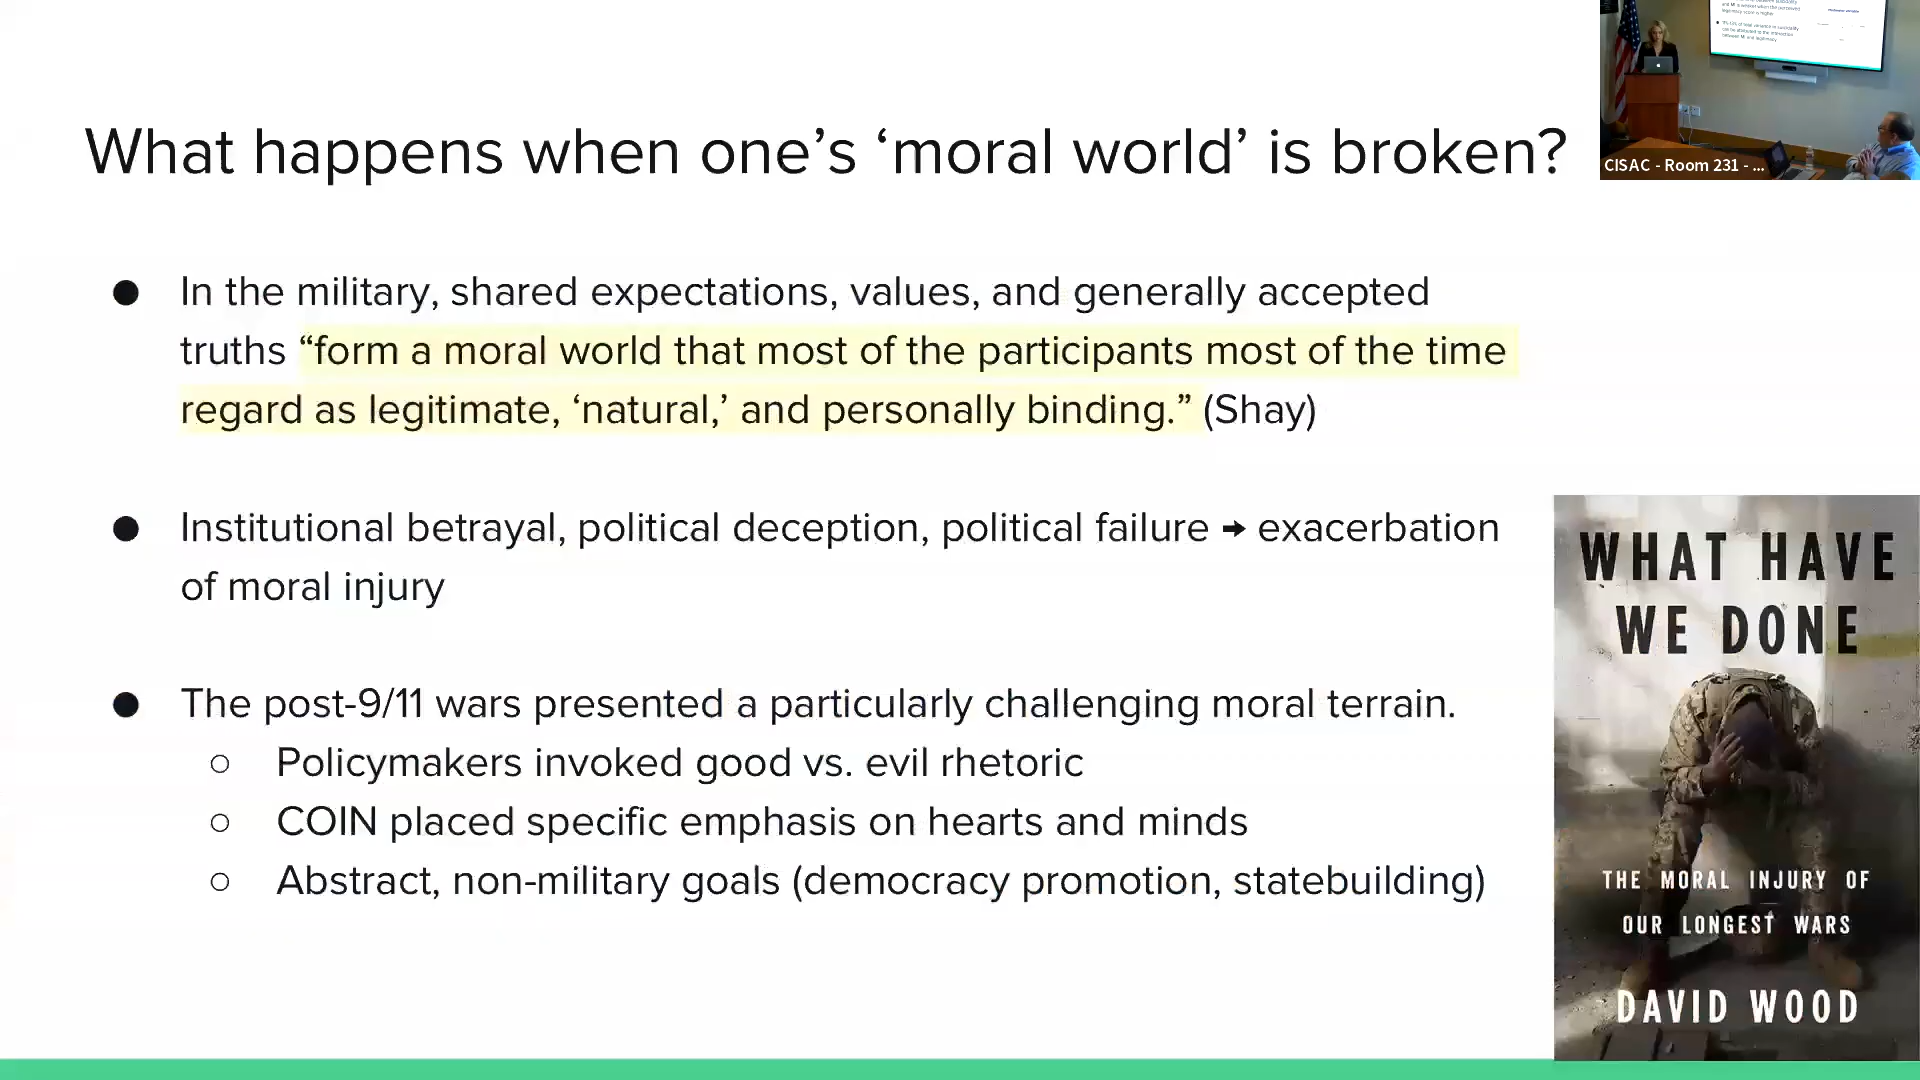 What happens when one’s ‘moral world’ is broken?
CISAC - Room 231 - ...
● In the military, shared expectations, values, and generally accepted
truths “form a moral world that most of the participants most of the time
regard as legitimate, ‘natural,’ and personally binding.” (Shay)
● Institutional betrayal, political deception, political failure → exacerbation
of moral injury
● The post-9/11 wars presented a particularly challenging moral terrain.
○ Policymakers invoked good vs. evil rhetoric
○ COIN placed specific emphasis on hearts and minds
○ Abstract, non-military goals (democracy promotion, statebuilding)
WHAT HAVE
WE DONE
THE MORAL INJURY OF
OUR LONGEST WARS
DAVID WOOD